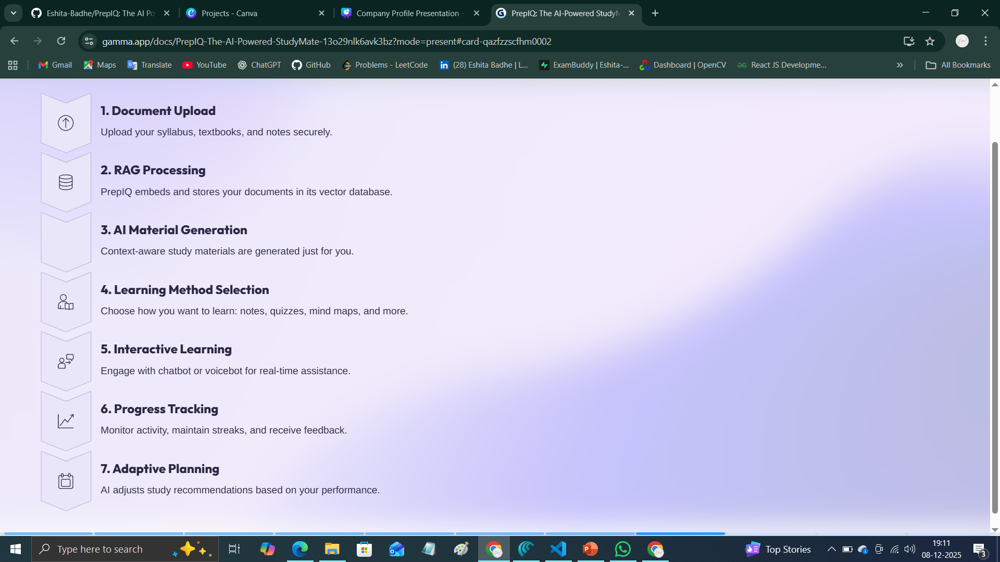 Eshita-Badhe/PrepIQ: The AI Po
Projects - Canva
Company Profile Presentation -
PrepIQ: The AI-Powered StudyM
gamma.app/docs/PrepIQ-The-AI-Powered-StudyMate-13o29nlk6avk3bz?mode=present#card-qazfzzscfhm0002
Gmail
Maps
Translate
YouTube
ChatGPT
GitHub
Problems - LeetCode
(28) Eshita Badhe | L...
ExamBuddy | Eshita-...
Dashboard | OpenCV
React JS Developme...
All Bookmarks
1. Document Upload
Upload your syllabus, textbooks, and notes securely.
2. RAG Processing
PrepIQ embeds and stores your documents in its vector database.
3. AI Material Generation
Context-aware study materials are generated just for you.
4. Learning Method Selection
Choose how you want to learn: notes, quizzes, mind maps, and more.
5. Interactive Learning
Engage with chatbot or voicebot for real-time assistance.
6. Progress Tracking
Monitor activity, maintain streaks, and receive feedback.
7. Adaptive Planning
AI adjusts study recommendations based on your performance.
Type here to search
Top Stories
19:11
08-12-2025
3